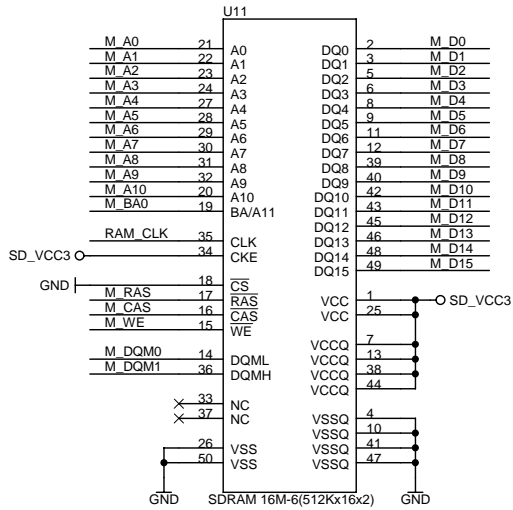 U11
M_A0 21 A0 DQ0 2 M_D0
M_A1 22 A1 DQ1 3 M_D1
M_A2 23 A2 DQ2 5 M_D2
M_A3 24 A3 DQ3 6 M_D3
M_A4 27 A4 DQ4 8 M_D4
M_A5 28 A5 DQ5 9 M_D5
M_A6 29 A6 DQ6 11 M_D6
M_A7 30 A7 DQ7 12 M_D7
M_A8 31 A8 DQ8 39 M_D8
M_A9 32 A9 DQ9 40 M_D9
M_A10 20 A10 DQ10 42 M_D10
M_BA0 19 BA/A11 DQ11 43 M_D11
DQ12 45 M_D12
RAM_CLK 35 CLK DQ13 46 M_D13
SD_VCC3 34 CKE DQ14 48 M_D14
DQ15 49 M_D15
GND 18 CS
M_RAS 17 RAS VCC 1 SD_VCC3
M_CAS 16 CAS VCC 25
M_WE 15 WE
VCCQ 7
M_DQM0 14 DQML VCCQ 13
M_DQM1 36 DQMH VCCQ 38
VCCQ 44
33 NC
37 NC VSSQ 4
VSSQ 10
26 VSS VSSQ 41
50 VSS VSSQ 47
GND SDRAM 16M-6(512Kx16x2) GND